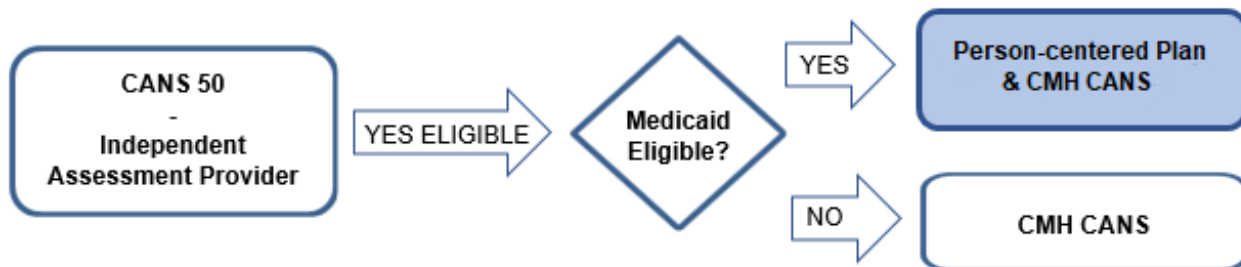 CANS 50
-
Independent
Assessment Provider
YES ELIGIBLE
Medicaid
Eligible?
YES
Person-centered Plan
& CMH CANS
NO
CMH CANS